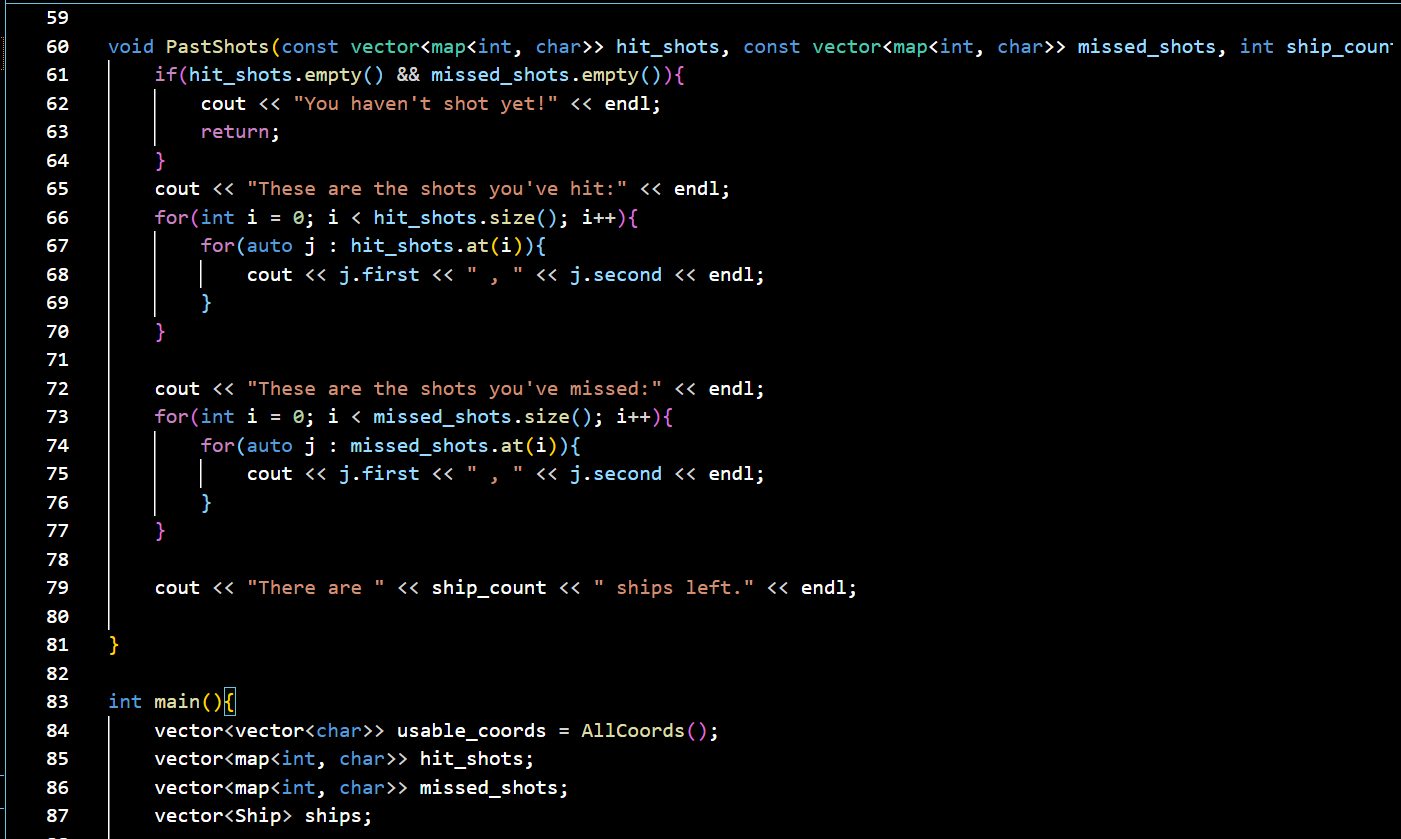 59
60 void PastShots(const vector<map<int, char>> hit_shots, const vector<map<int, char>> missed_shots, int ship_coun
61 if(hit_shots.empty() && missed_shots.empty()){
62 cout << "You haven't shot yet!" << endl;
63 return;
64 }
65 cout << "These are the shots you've hit:" << endl;
66 for(int i = 0; i < hit_shots.size(); i++){
67 for(auto j : hit_shots.at(i)){
68 cout << j.first << " , " << j.second << endl;
69 }
70 }
71
72 cout << "These are the shots you've missed:" << endl;
73 for(int i = 0; i < missed_shots.size(); i++){
74 for(auto j : missed_shots.at(i)){
75 cout << j.first << " , " << j.second << endl;
76 }
77 }
78
79 cout << "There are " << ship_count << " ships left." << endl;
80
81 }
82
83 int main(){
84 vector<vector<char>> usable_coords = AllCoords();
85 vector<map<int, char>> hit_shots;
86 vector<map<int, char>> missed_shots;
87 vector<Ship> ships;